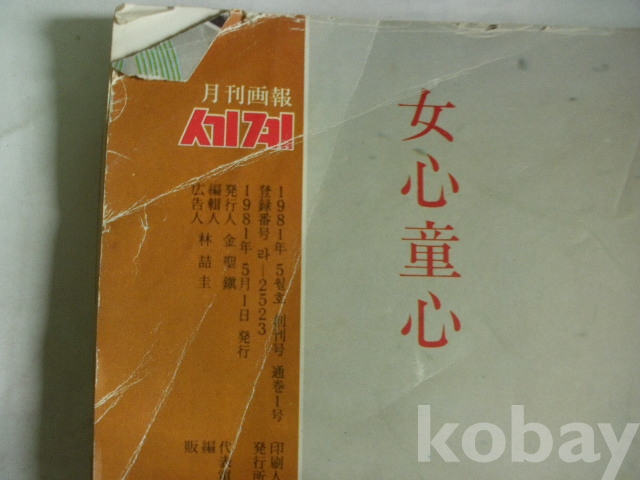 月刊画報
세계
女心童心
1981年 5월호 創刊号 通巻1号
登録番号 라—2523
1981年 5月1日 発行
発行人 金聖鎭
編輯人
広告人 林喆圭
印刷人
発行所
代表
編
販
kobay